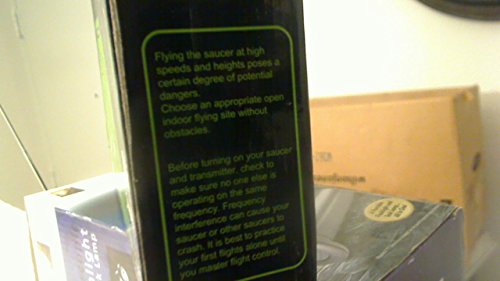 Flying the saucer at high
speeds and heights poses a
certain degree of potential
dangers.
Choose an appropriate open
indoor flying site without
obstacles.
Before turning on your saucer
and transmitter, check to
make sure no one else is
operating on the same
frequency. Frequency
interference can cause your
saucer or other saucers to
crash. It is best to practice
your first flights alone until
you master flight control.
light
Lamp